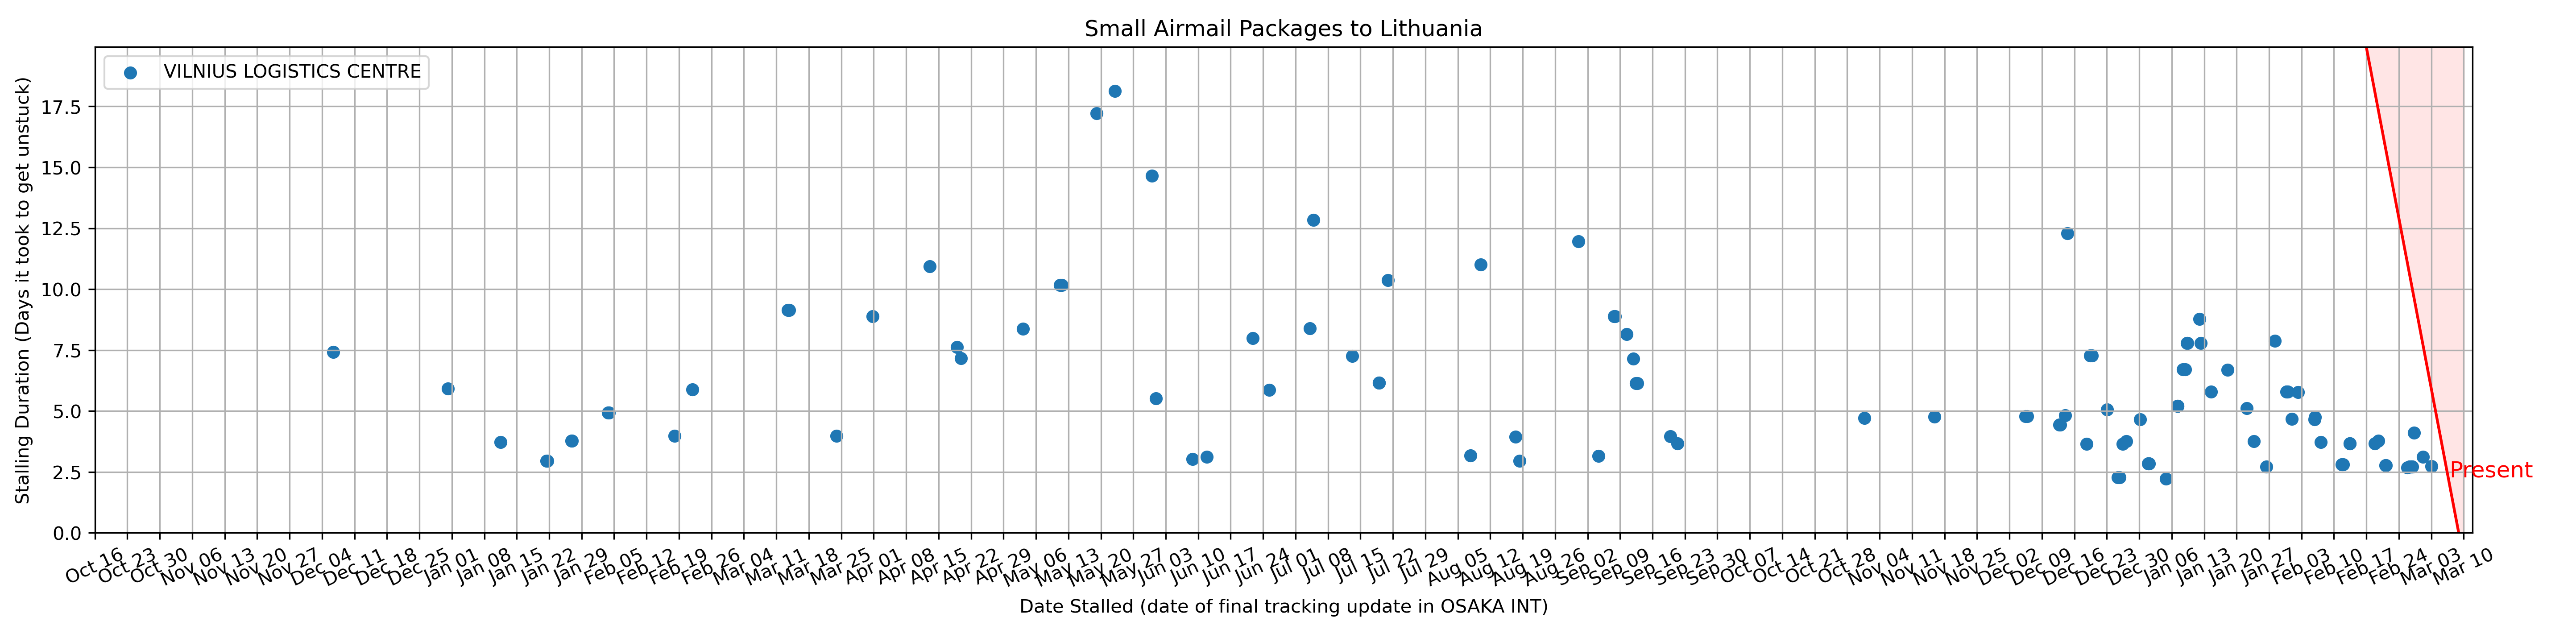 Small Airmail Packages to Lithuania
VILNIUS LOGISTICS CENTRE
Stalling Duration (Days it took to get unstuck)
17.5
15.0
12.5
10.0
7.5
5.0
2.5
0.0
Present
Oct 16 Oct 23 Oct 30 Nov 06 Nov 13 Nov 20 Nov 27 Dec 04 Dec 11 Dec 18 Dec 25 Jan 01 Jan 08 Jan 15 Jan 22 Jan 29 Feb 05 Feb 12 Feb 19 Feb 26 Mar 04 Mar 11 Mar 18 Mar 25 Apr 01 Apr 08 Apr 15 Apr 22 Apr 29 May 06 May 13 May 20 May 27 Jun 03 Jun 10 Jun 17 Jun 24 Jul 01 Jul 08 Jul 15 Jul 22 Jul 29 Aug 05 Aug 12 Aug 19 Aug 26 Sep 02 Sep 09 Sep 16 Sep 23 Sep 30 Oct 07 Oct 14 Oct 21 Oct 28 Nov 04 Nov 11 Nov 18 Nov 25 Dec 02 Dec 09 Dec 16 Dec 23 Dec 30 Jan 06 Jan 13 Jan 20 Jan 27 Feb 03 Feb 10 Feb 17 Feb 24 Mar 03 Mar 10
Date Stalled (date of final tracking update in OSAKA INT)